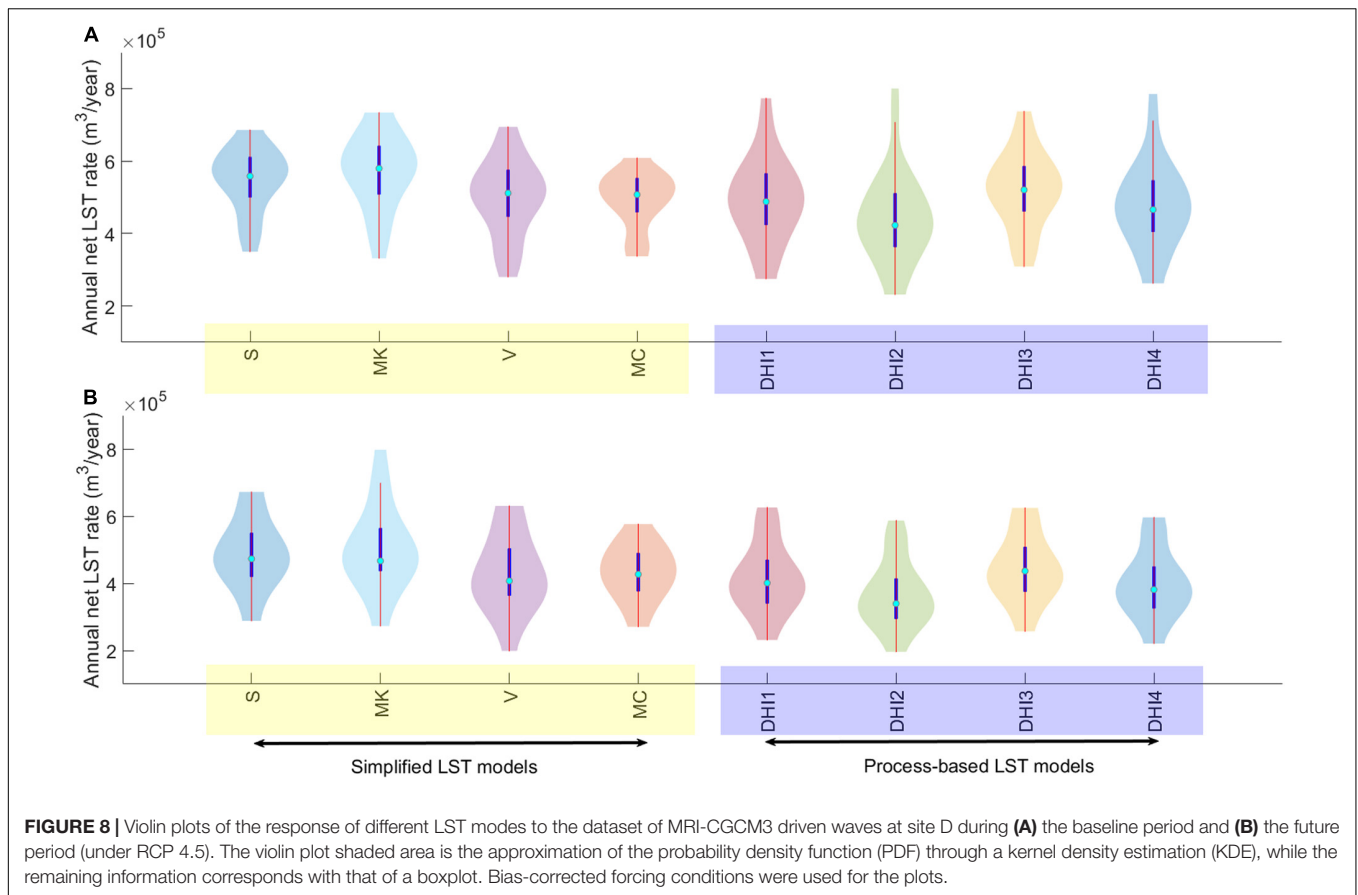 A
×10^5
Annual net LST rate (m^3/year)
8
6
4
2
S
MK
V
MC
DHI1
DHI2
DHI3
DHI4
B
×10^5
Annual net LST rate (m^3/year)
8
6
4
2
S
MK
V
MC
DHI1
DHI2
DHI3
DHI4
Simplified LST models
Process-based LST models
FIGURE 8 | Violin plots of the response of different LST modes to the dataset of MRI-CGCM3 driven waves at site D during (A) the baseline period and (B) the future
period (under RCP 4.5). The violin plot shaded area is the approximation of the probability density function (PDF) through a kernel density estimation (KDE), while the
remaining information corresponds with that of a boxplot. Bias-corrected forcing conditions were used for the plots.